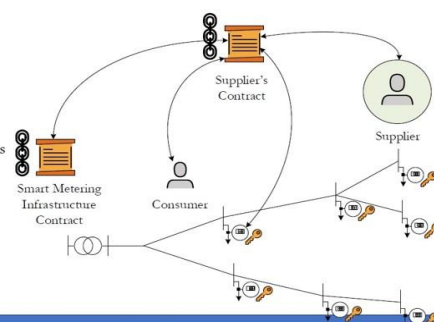 Supplier's
Contract
Supplier
s
Smart Metering
Infrastructure
Contract
Consumer